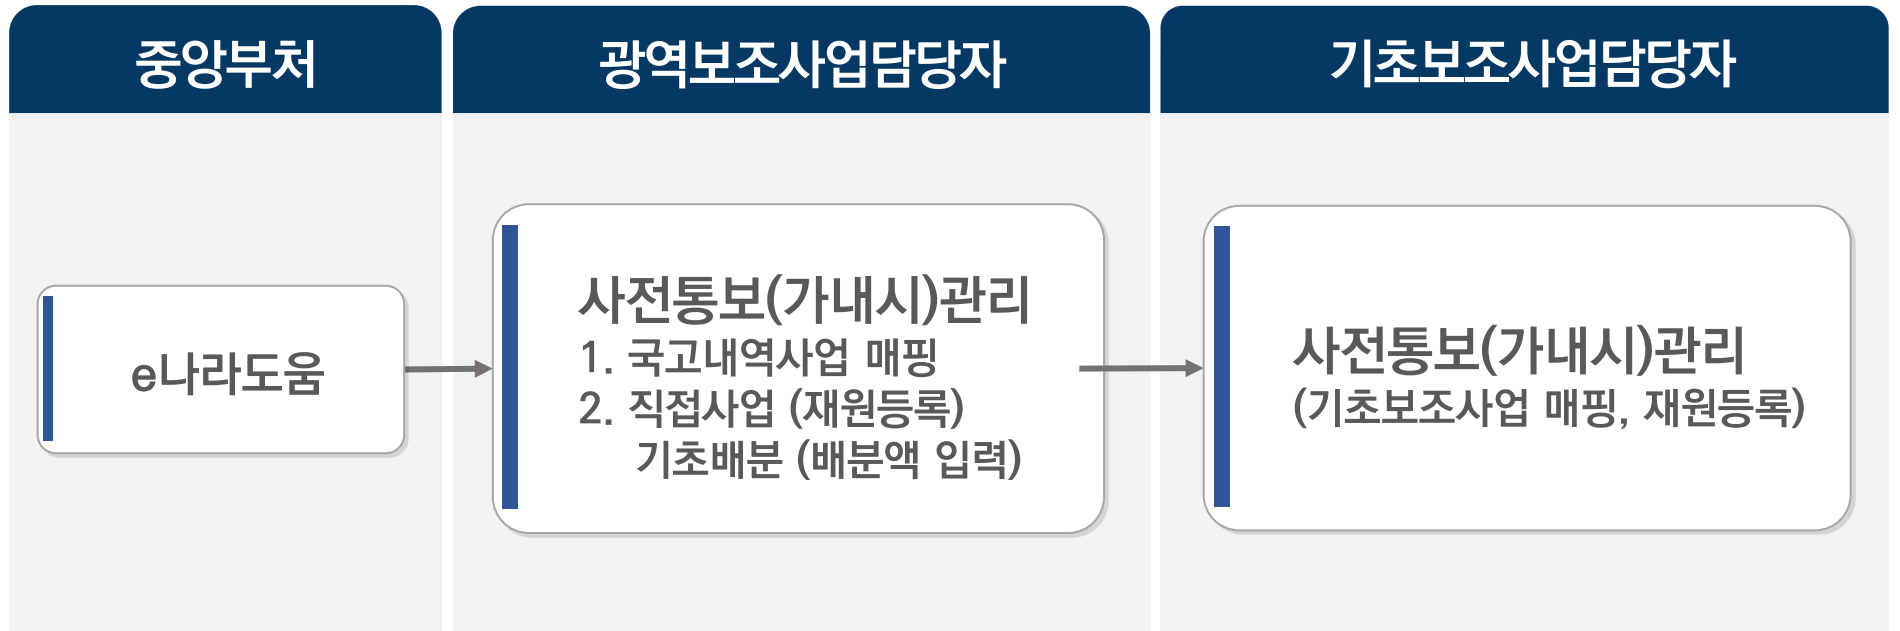 중앙부처
광역보조사업담당자
기초보조사업담당자
e나라도움
사전통보(가내시)관리
1. 국고내역사업 매핑
2. 직접사업 (재원등록)
기초배분 (배분액 입력)
사전통보(가내시)관리
(기초보조사업 매핑, 재원등록)